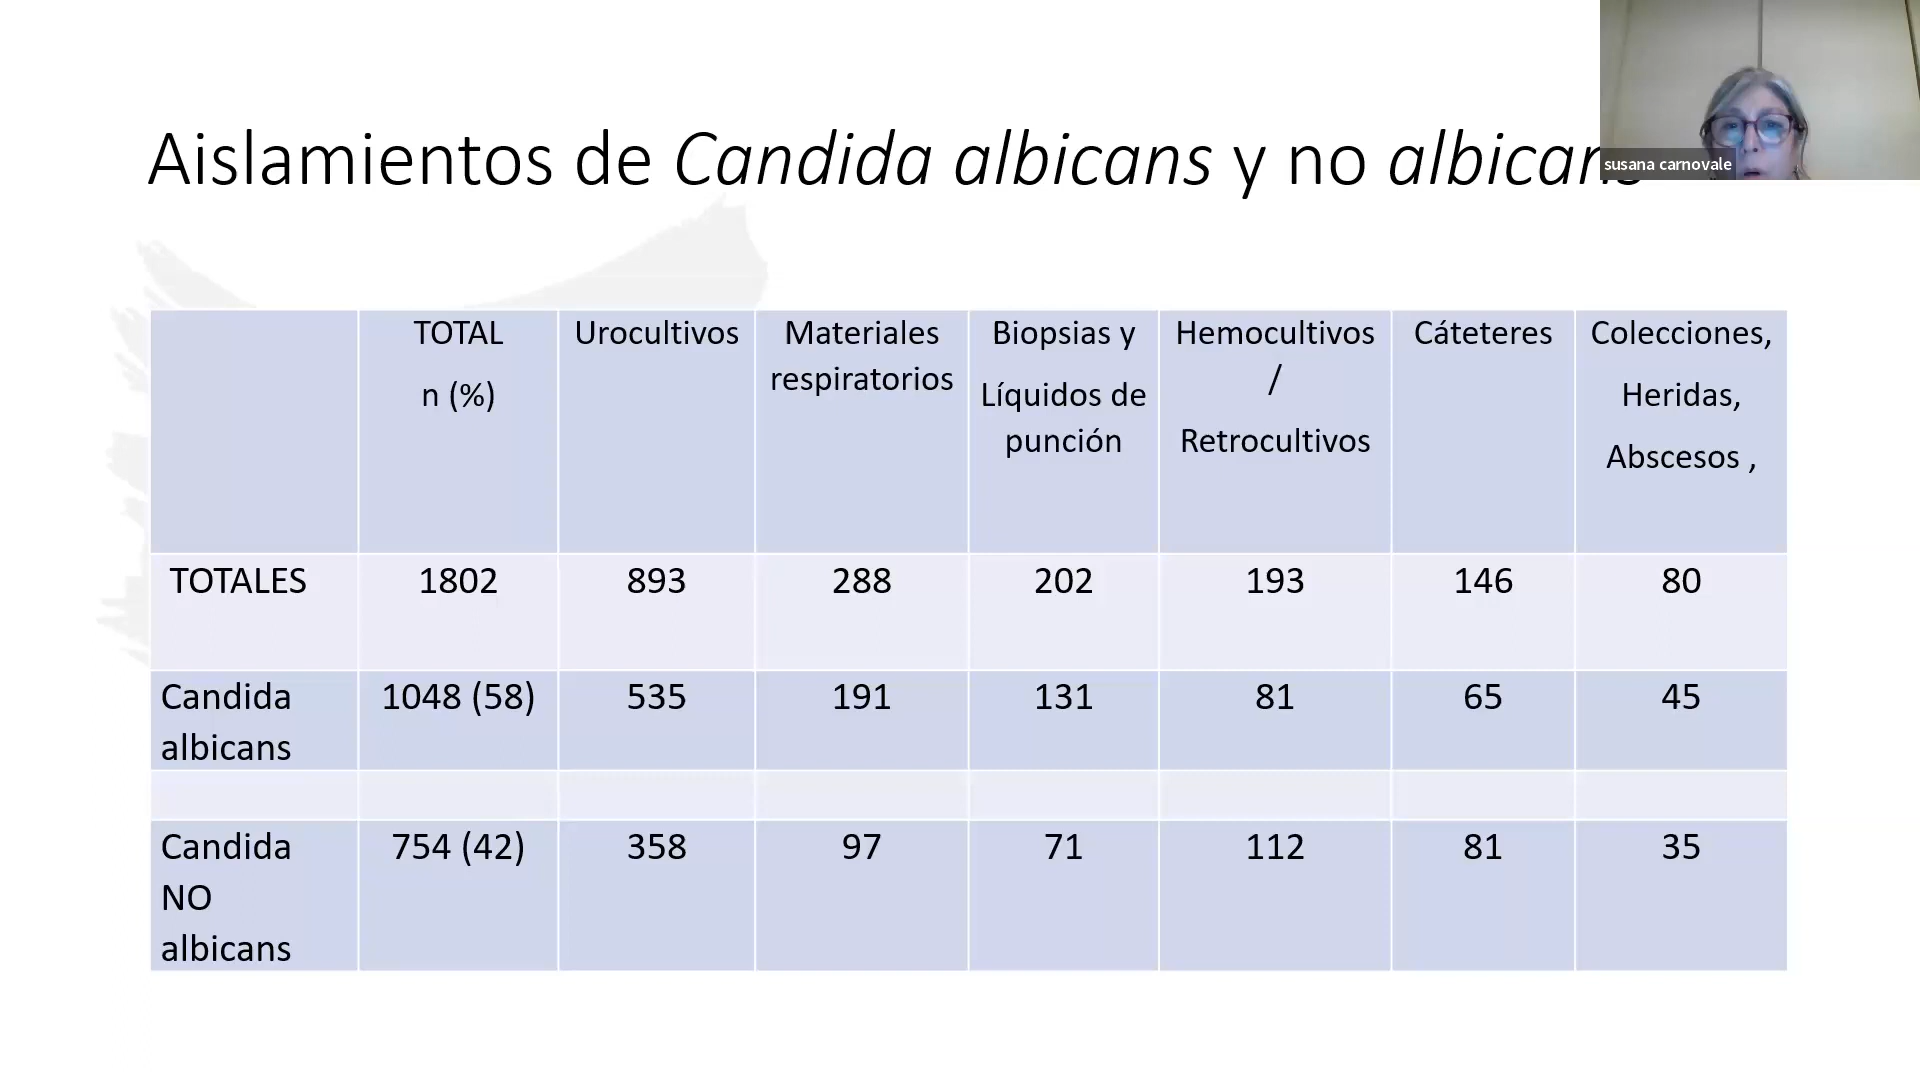 Aislamientos de Candida albicans y no albicans
susana carnovale
TOTAL
n (%)
Urocultivos
Materiales
respiratorios
Biopsias y
Líquidos de
punción
Hemocultivos
/
Retrocultivos
Cáteteres
Colecciones,
Heridas,
Abscesos ,
TOTALES 1802 893 288 202 193 146 80
Candida
albicans
1048 (58) 535 191 131 81 65 45
Candida
NO
albicans
754 (42) 358 97 71 112 81 35